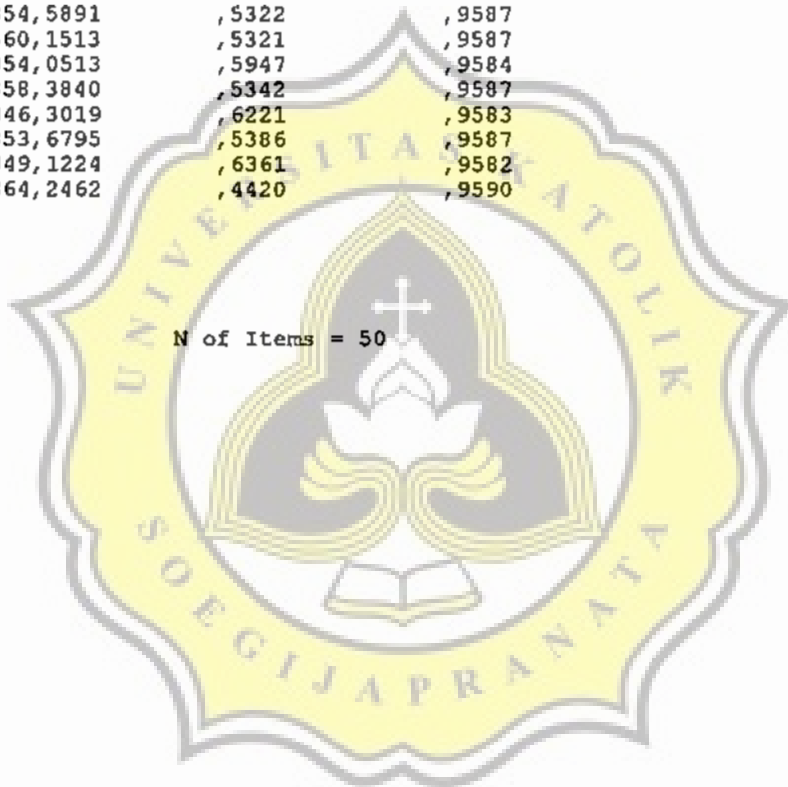 54,5891 ,5322 ,9587
60,1513 ,5321 ,9587
54,0513 ,5947 ,9584
58,3840 ,5342 ,9587
46,3019 ,6221 ,9583
53,6795 ,5386 ,9587
49,1224 ,6361 ,9582
64,2462 ,4420 ,9590
N of Items = 50
UNIVERSITAS KATOLIK
SOEGIJAPRANATA